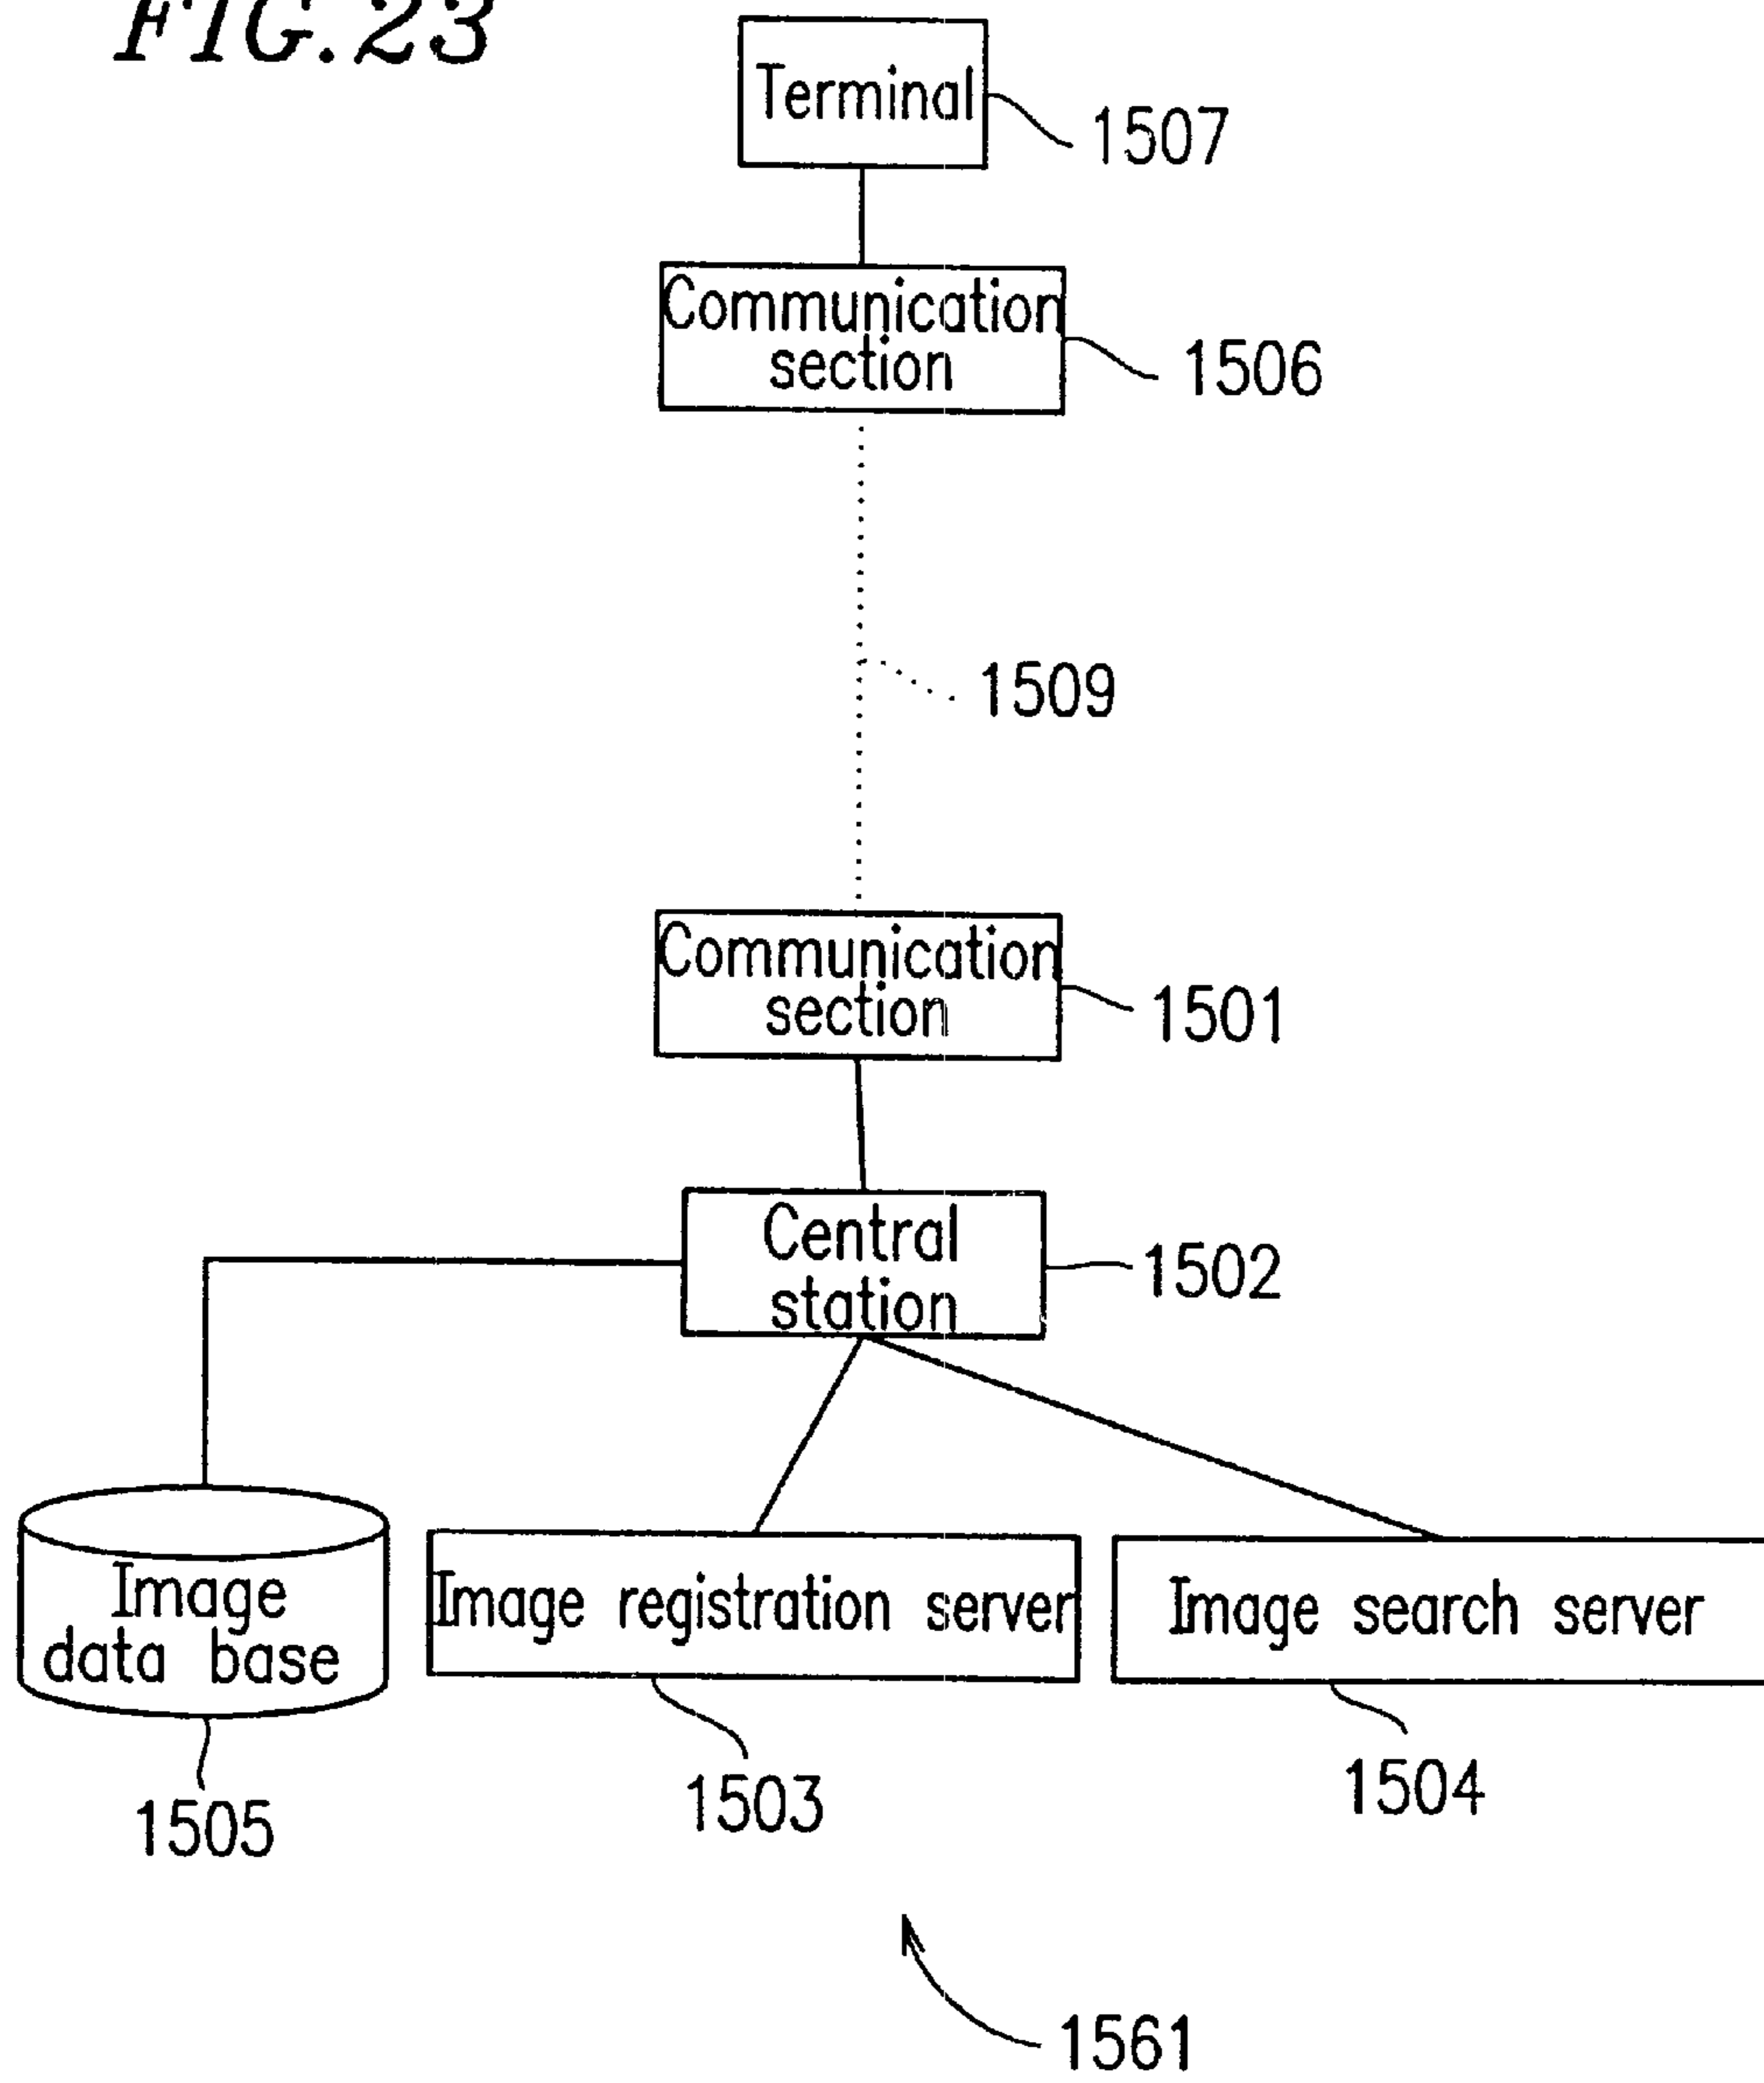 FIG. 23
Terminal
1507
Communication
section
1506
1509
Communication
section
1501
Central
station
1502
Image
data base
Image registration server
Image search server
1505
1503
1504
1561